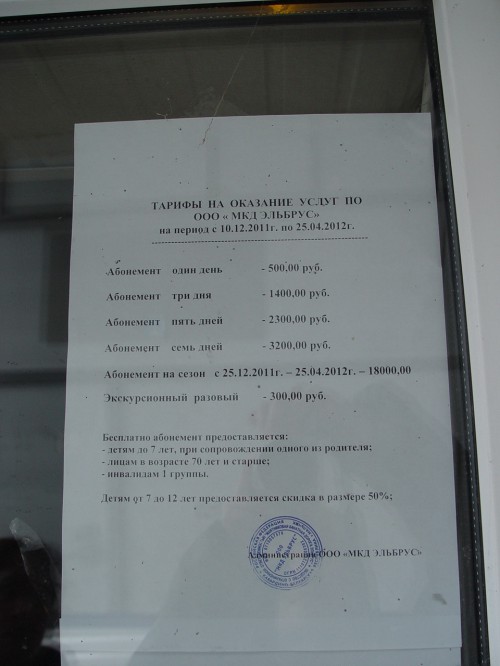 ТАРИФЫ НА ОКАЗАНИЕ УСЛУГ ПО
ООО « МКД ЭЛЬБРУС»
на период с 10.12.2011г. по 25.04.2012г.
Абонемент один день - 500,00 руб.
Абонемент три дня - 1400,00 руб.
Абонемент пять дней - 2300,00 руб.
Абонемент семь дней - 3200,00 руб.
Абонемент на сезон с 25.12.2011г. – 25.04.2012г. – 18000,00
Экскурсионный разовый - 300,00 руб.
Бесплатно абонемент предоставляется:
- детям до 7 лет, при сопровождении одного из родителя;
- лицам в возрасте 70 лет и старше;
- инвалидам 1 группы.
Детям от 7 до 12 лет предоставляется скидка в размере 50%;
Администрация ООО «МКД ЭЛЬБРУС»